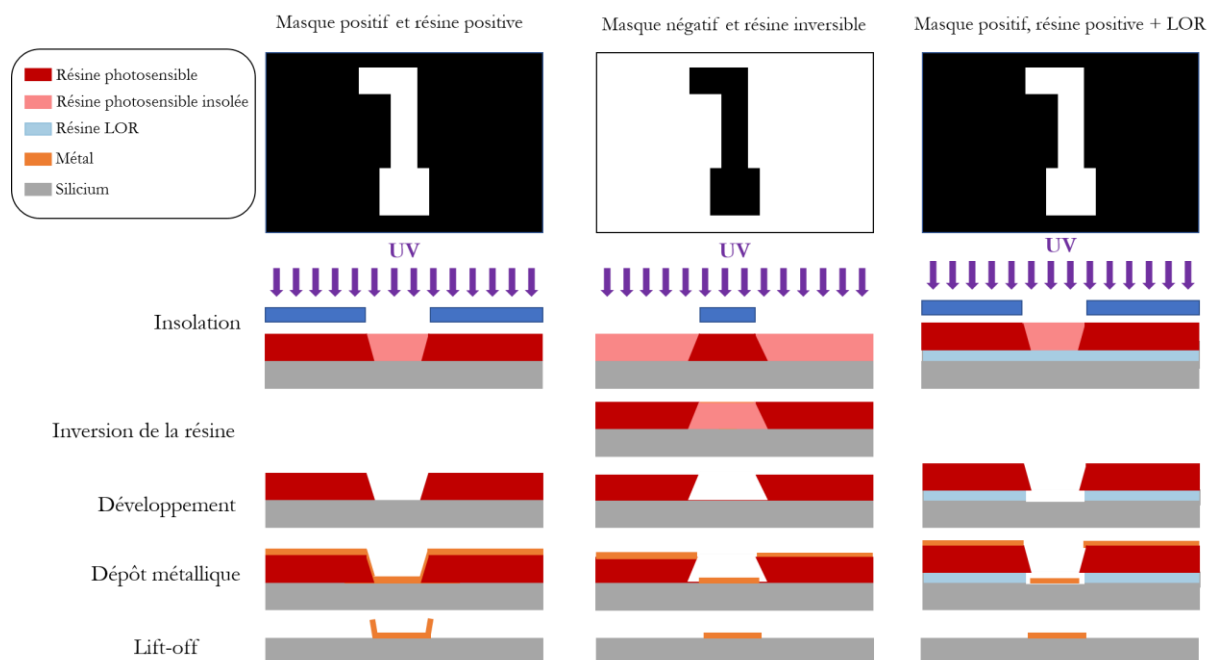 Masque positif et résine positive
Masque négatif et résine inversible
Masque positif, résine positive + LOR
Résine photosensible
Résine photosensible insolée
Résine LOR
Métal
Silicium
UV
UV
UV
Insolation
Inversion de la résine
Développement
Dépôt métallique
Lift-off